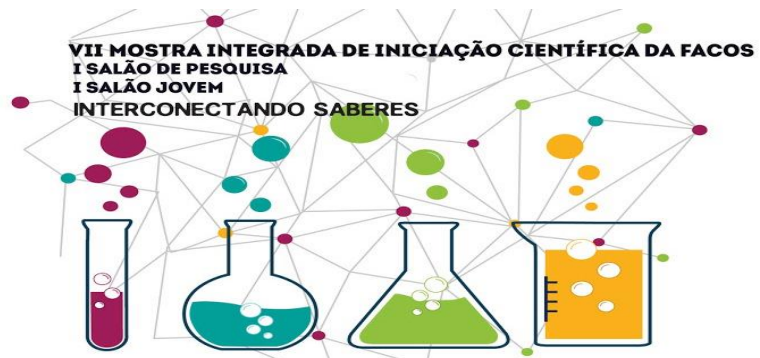 VII MOSTRA INTEGRADA DE INICIAÇÃO CIENTÍFICA DA FACOS
I SALÃO DE PESQUISA
I SALÃO JOVEM
INTERCONECTANDO SABERES